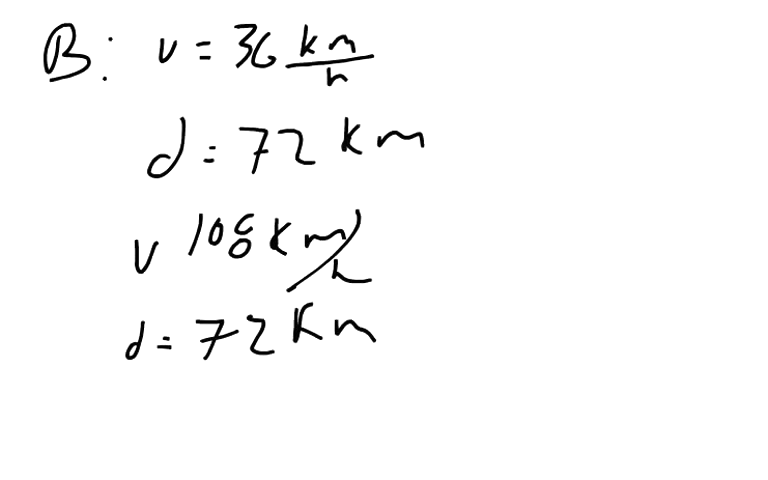 B: v = 36 km/h
d = 72 km
v 108 km/h
d = 72 Km